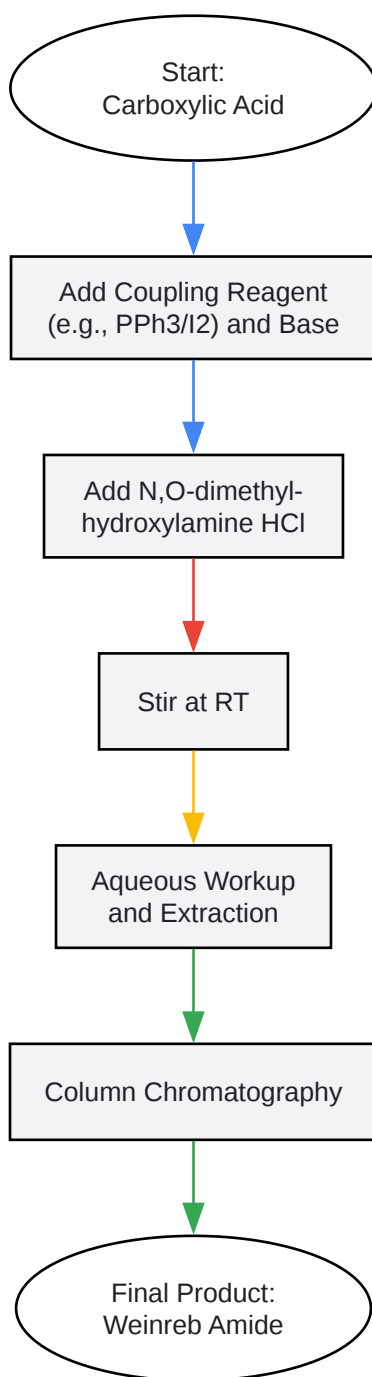 Start:
Carboxylic Acid
Add Coupling Reagent
(e.g., PPh3/I2) and Base
Add N,O-dimethyl-
hydroxylamine HCl
Stir at RT
Aqueous Workup
and Extraction
Column Chromatography
Final Product:
Weinreb Amide